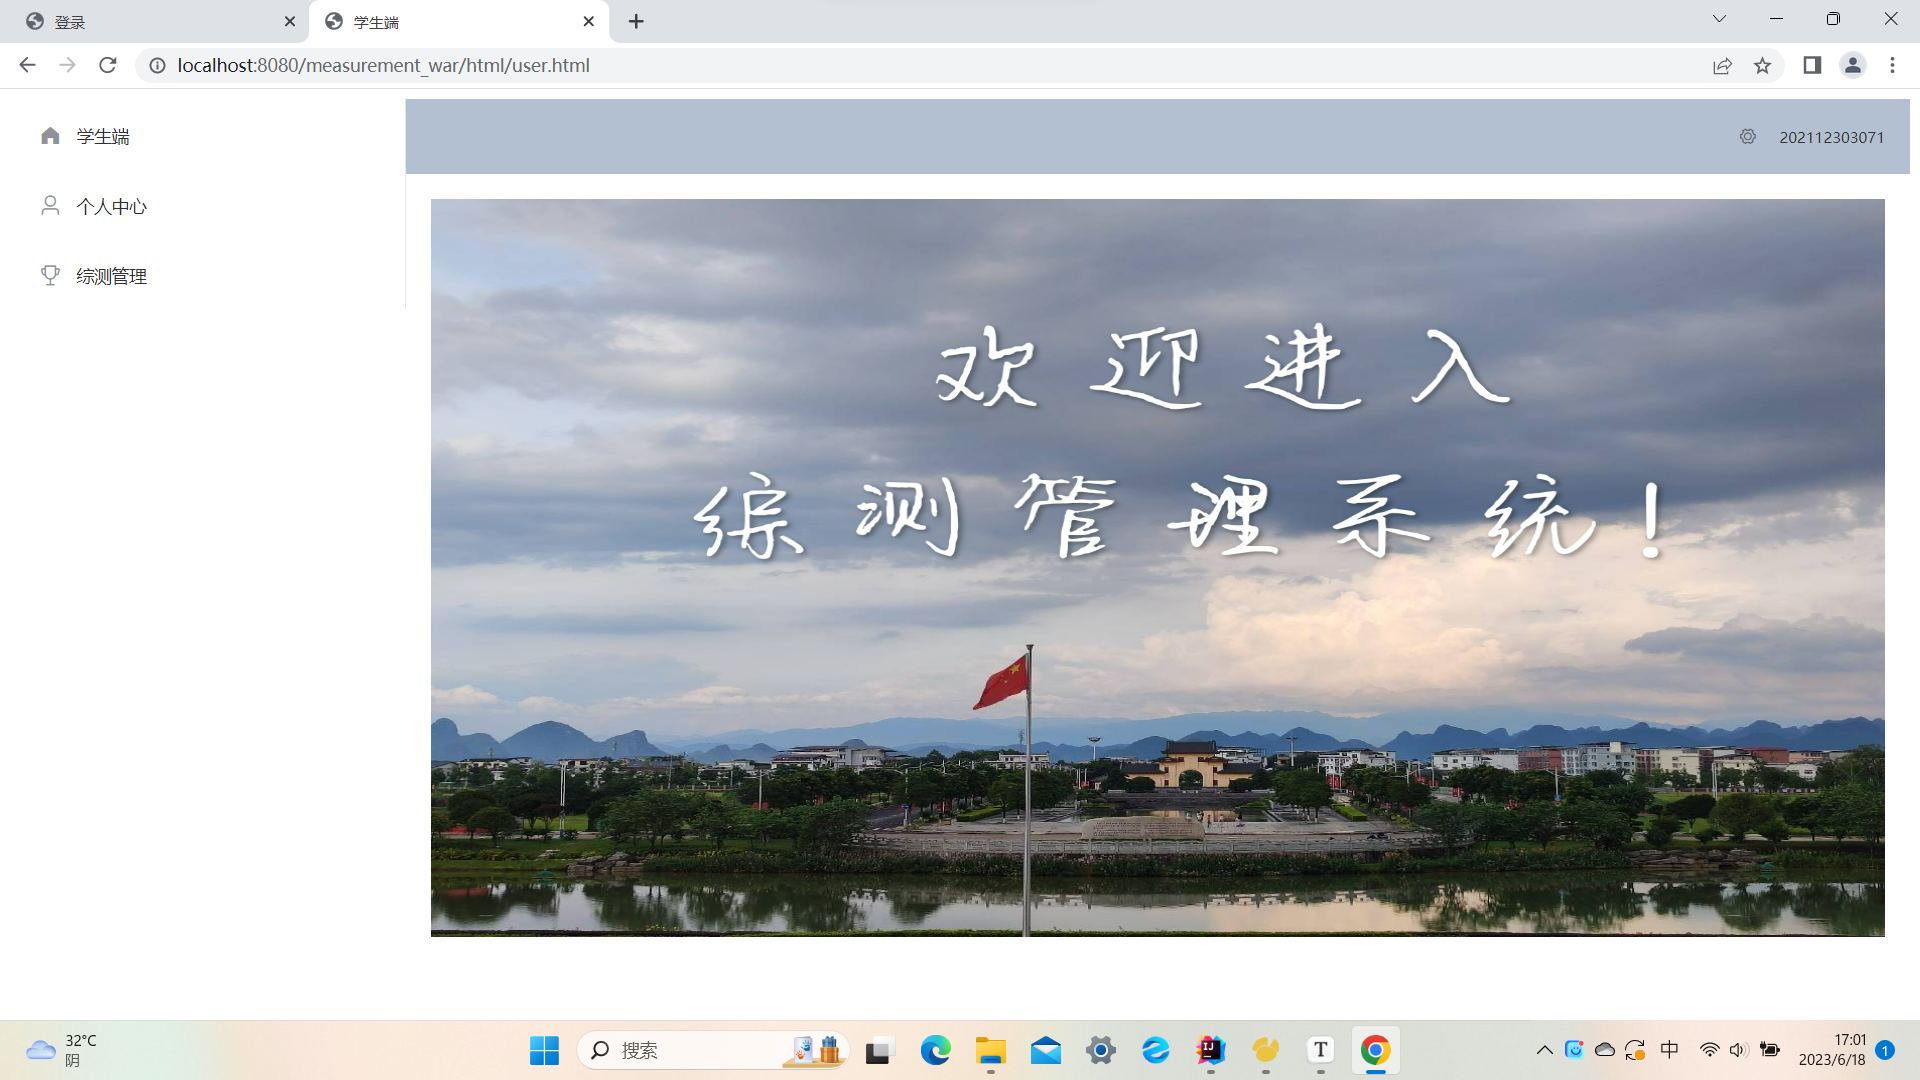 登录
学生端
localhost:8080/measurement_war/html/user.html
学生端
202112303071
个人中心
综测管理
欢迎进入
综测管理系统！
32°C
阴
搜索
T
中
17:01
2023/6/18
1